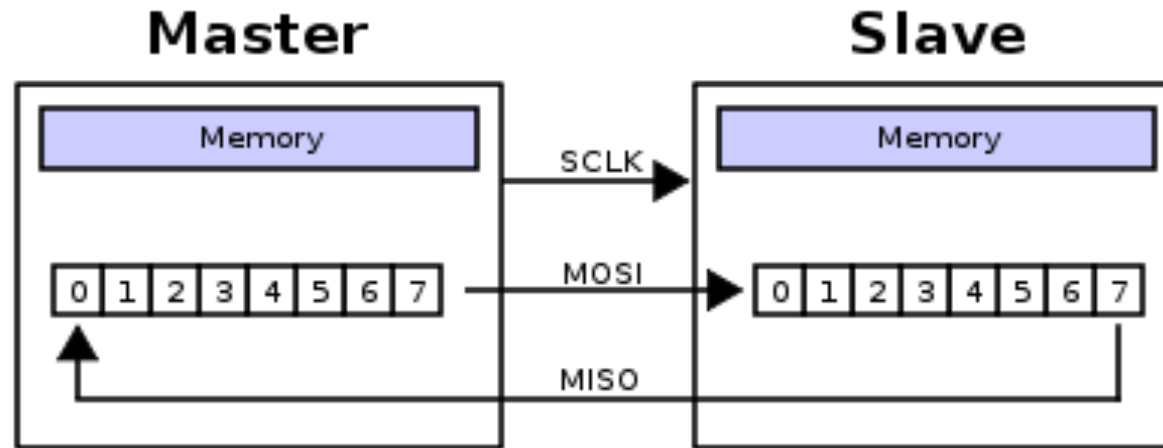 Master Slave
Memory Memory
SCLK
0 1 2 3 4 5 6 7 MOSI 0 1 2 3 4 5 6 7
MISO